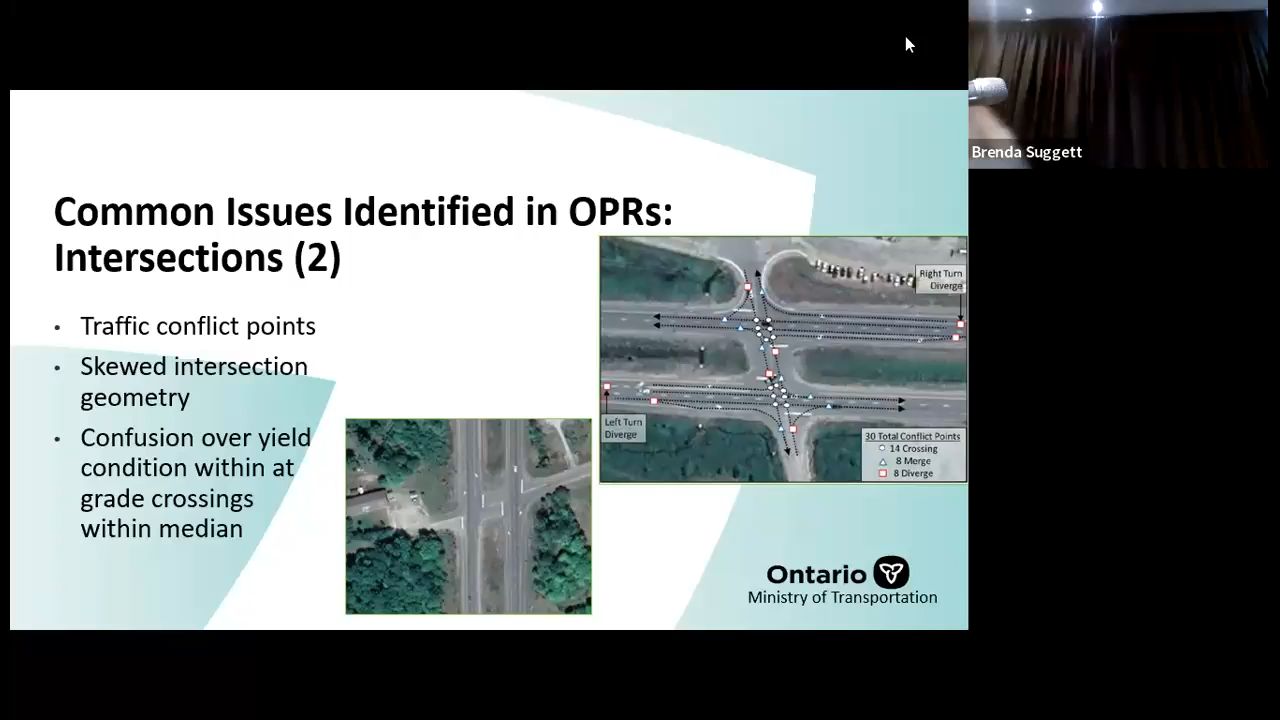 Brenda Suggett
Common Issues Identified in OPRs:
Intersections (2)
• Traffic conflict points
• Skewed intersection
geometry
• Confusion over yield
condition within at
grade crossings
within median
Right Turn
Diverge
Left Turn
Diverge
30 Total Conflict Points
14 Crossing
8 Merge
8 Diverge
Ontario
Ministry of Transportation